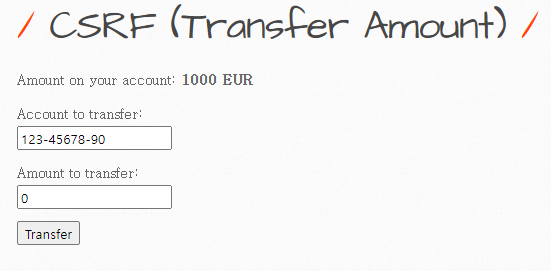 / CSRF (Transfer Amount) /
Amount on your account: 1000 EUR
Account to transfer:
123-45678-90
Amount to transfer:
0
Transfer